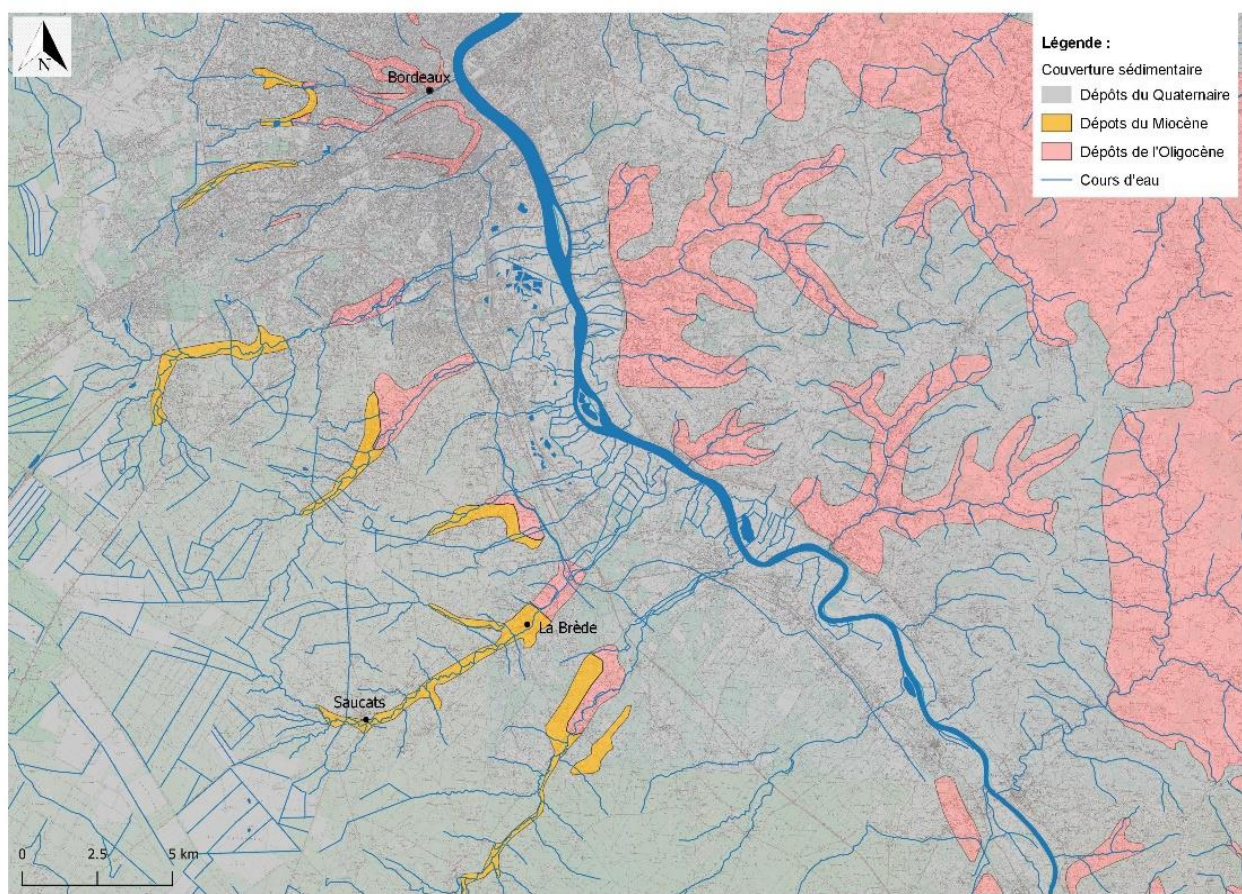 N
Bordeaux
Légende :
Couverture sédimentaire
Dépôts du Quaternaire
Dépots du Miocène
Dépôts de l'Oligocène
Cours d'eau
La Brède
Saucats
0 2.5 5 km